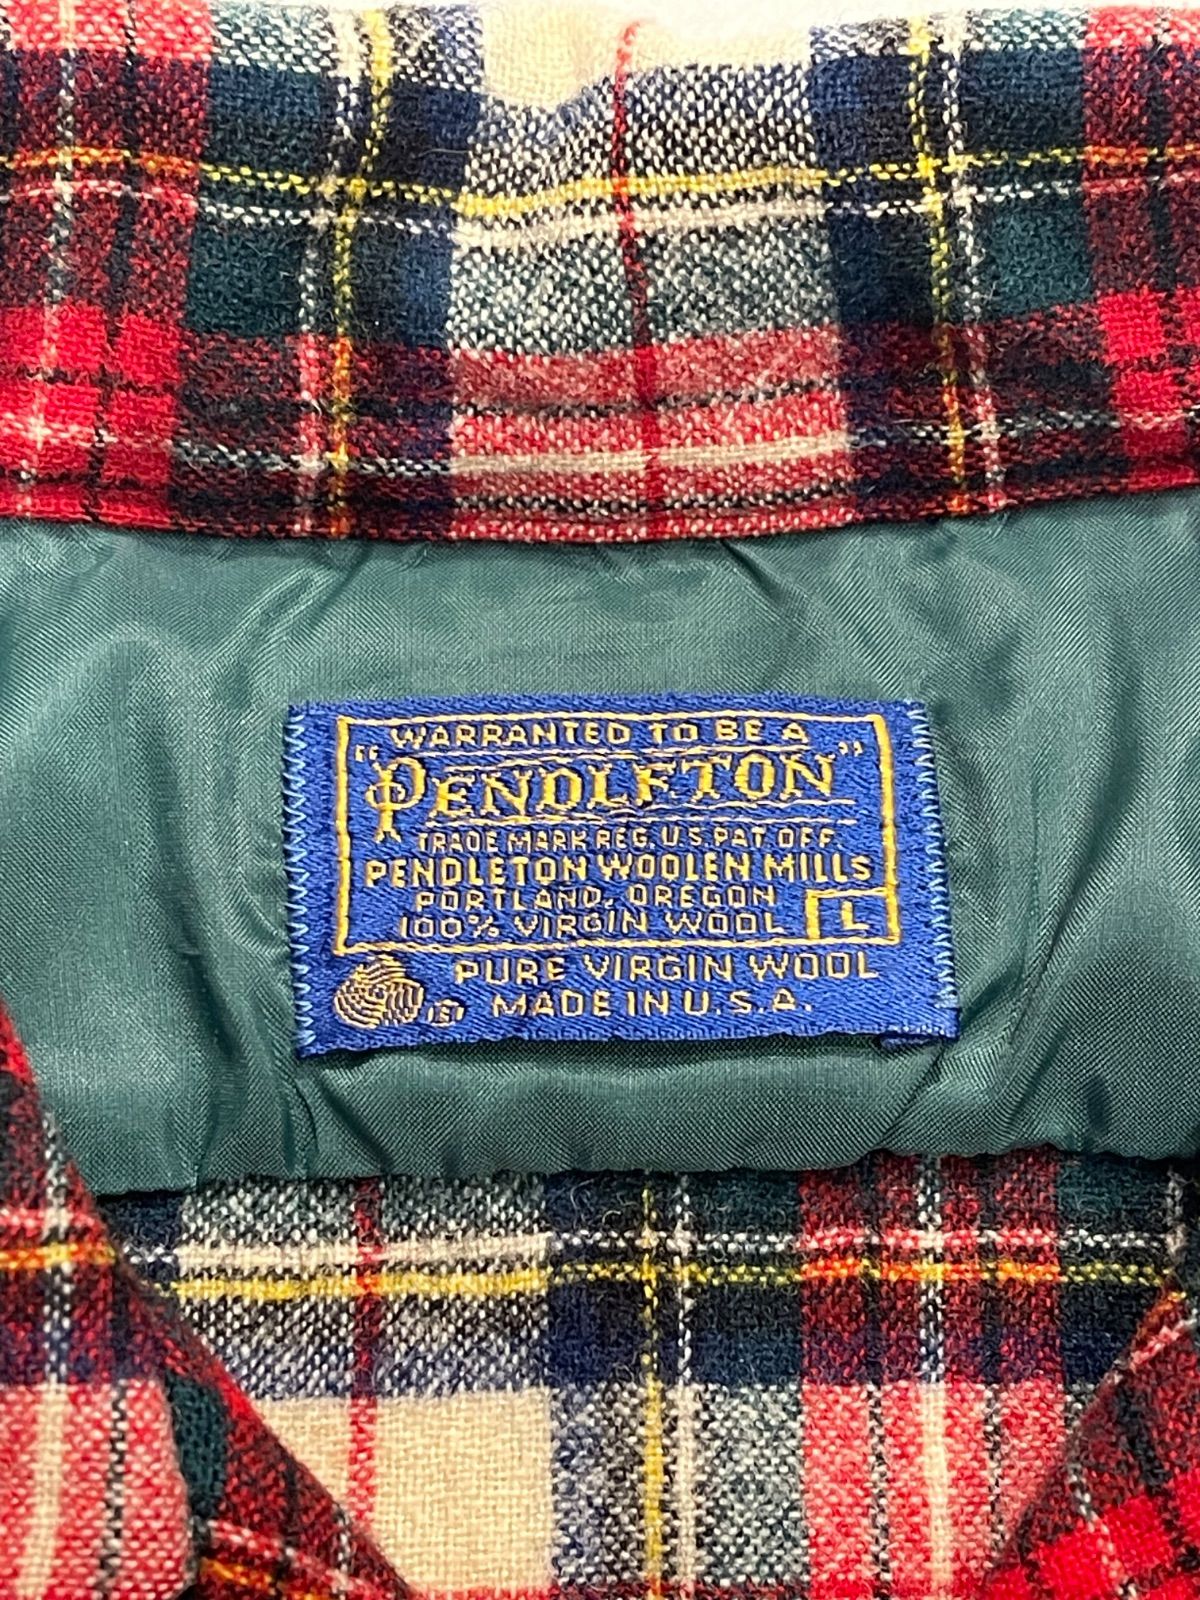 WARRANTED TO BE A
"PENDLETON"
TRADE MARK REG. U.S. PAT. OFF.
PENDLETON WOOLEN MILLS
PORTLAND, OREGON
100% VIRGIN WOOL L
PURE VIRGIN WOOL
MADE IN U.S.A.